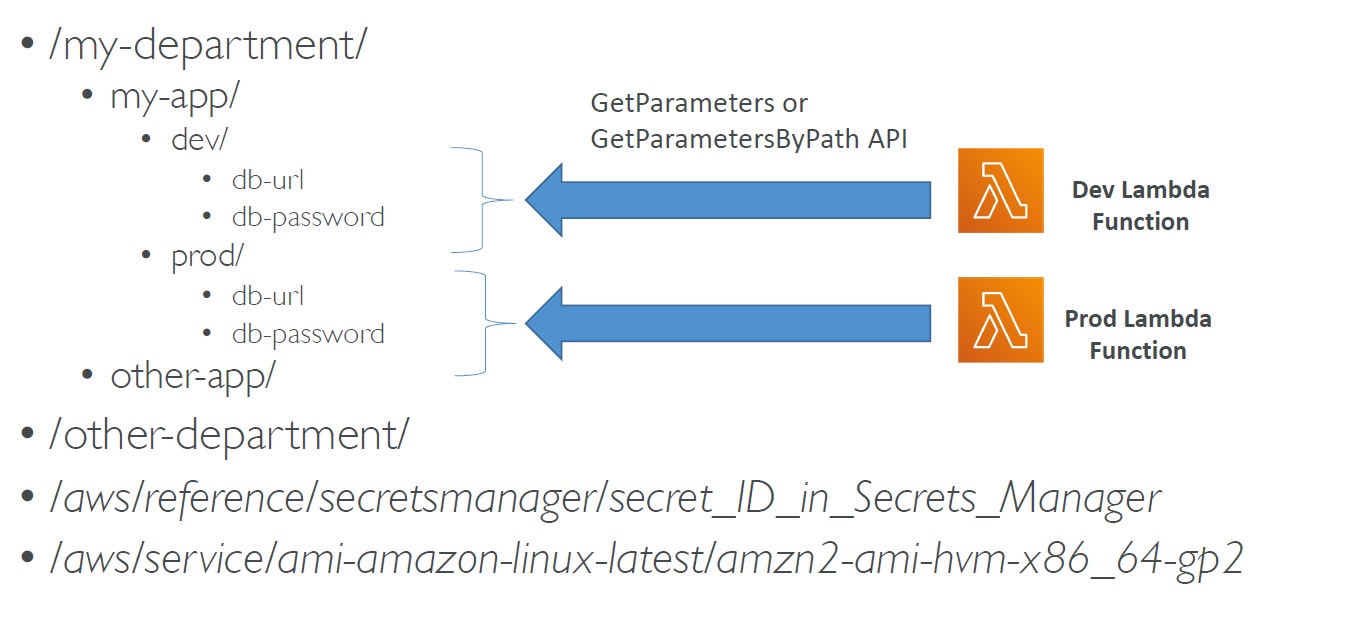 • /my-department/
• my-app/
• dev/
• db-url
• db-password
• prod/
• db-url
• db-password
• other-app/
GetParameters or
GetParametersByPath API
Dev Lambda
Function
Prod Lambda
Function
• /other-department/
• /aws/reference/secretsmanager/secret_ID_in_Secrets_Manager
• /aws/service/ami-amazon-linux-latest/amzn2-ami-hvm-x86_64-gp2